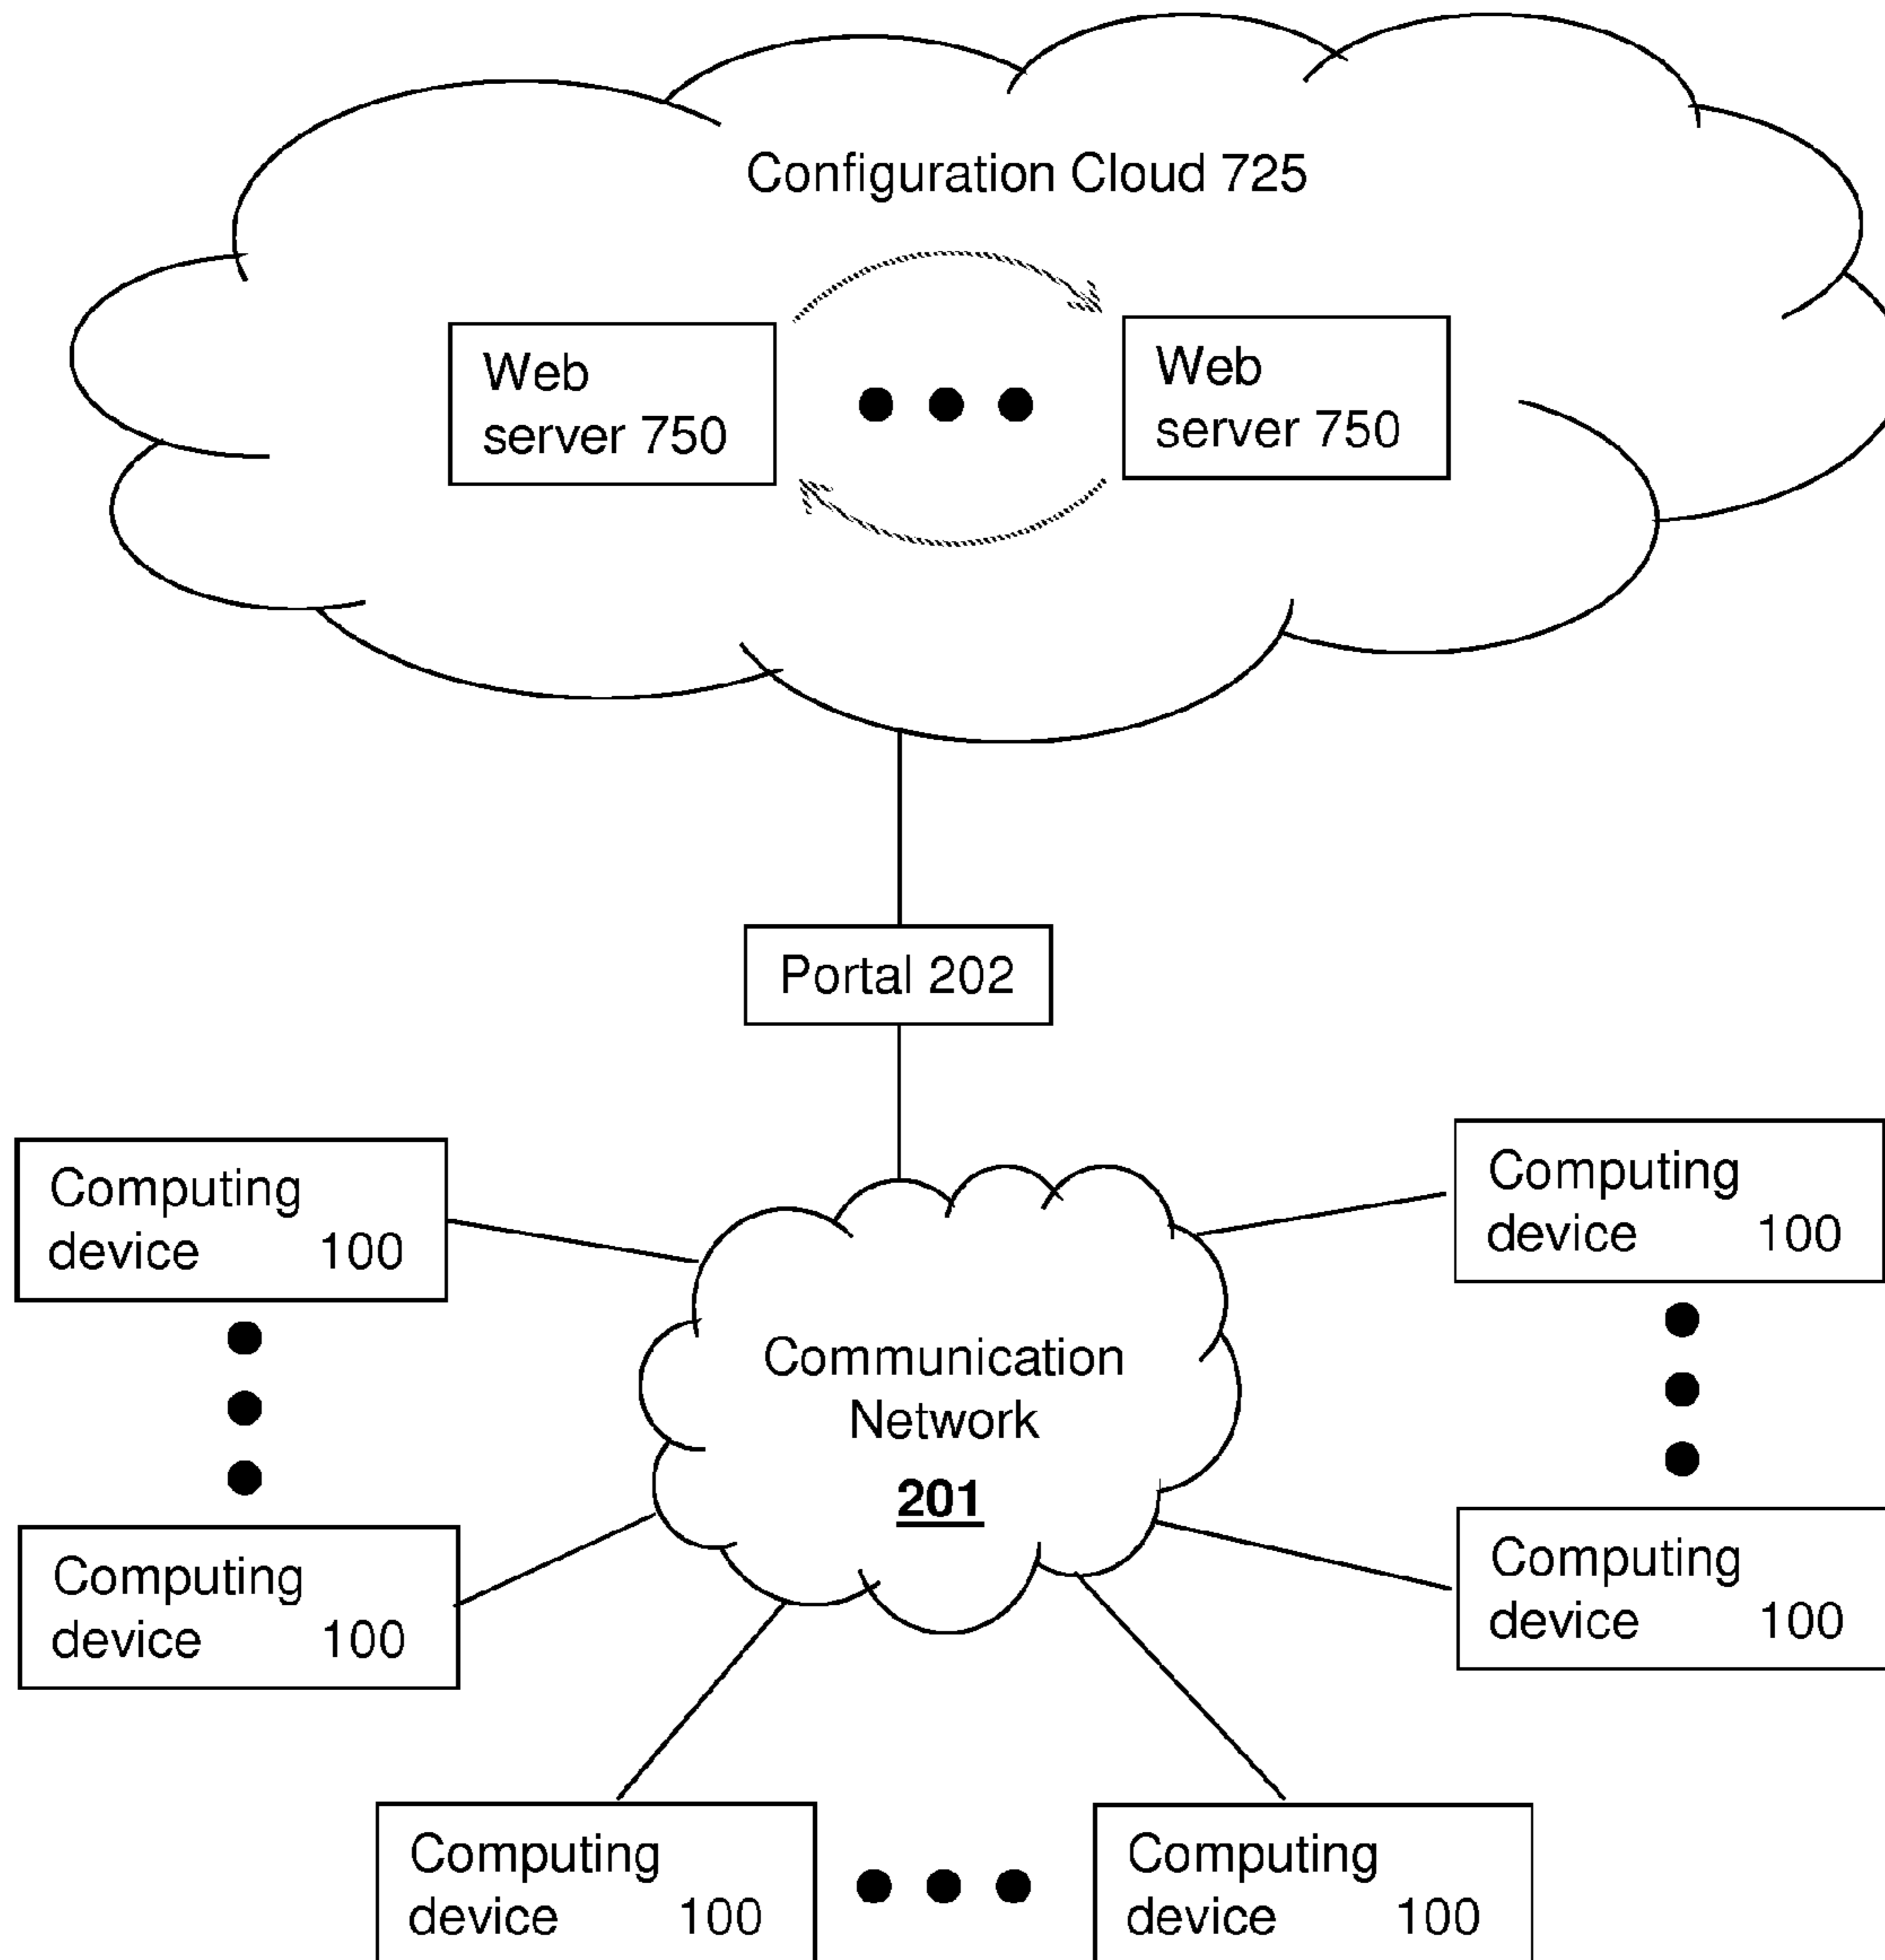 Configuration Cloud 725
Web
server 750
Web
server 750
Portal 202
Computing
device 100
Computing
device 100
Communication
Network
201
Computing
device 100
Computing
device 100
Computing
device 100
Computing
device 100